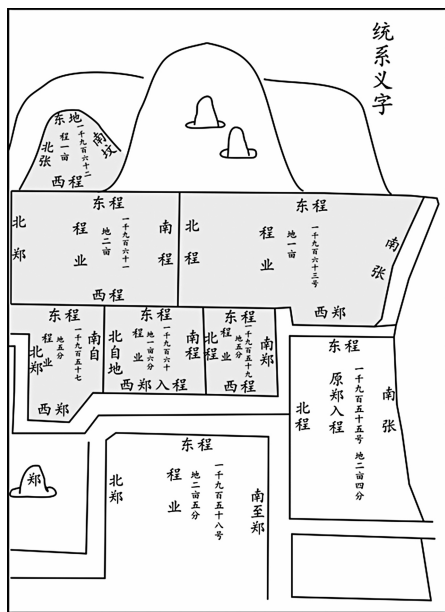 统系义字
东地
一千九百六十二
程一亩
南坟
北张
西程
东程
北郑
程业
地二亩
一千九百六十一
南程
西程
东程
北程
程业
地一亩
一千九百六十三号
南张
西郑
东程
北郑
程业
地五分
一千九百五十七
南自
西郑
东程
北自地
程业
地一亩六分
一千九百六十
南程
西郑入程
东程
北程
程业
地五分
一千九百五十九
南郑
西程
东程
北程
原郑入程
一千九百五十五号 地二亩四分
南张
郑
东程
北郑
程业
地二亩五分
一千九百五十八号
南至郑